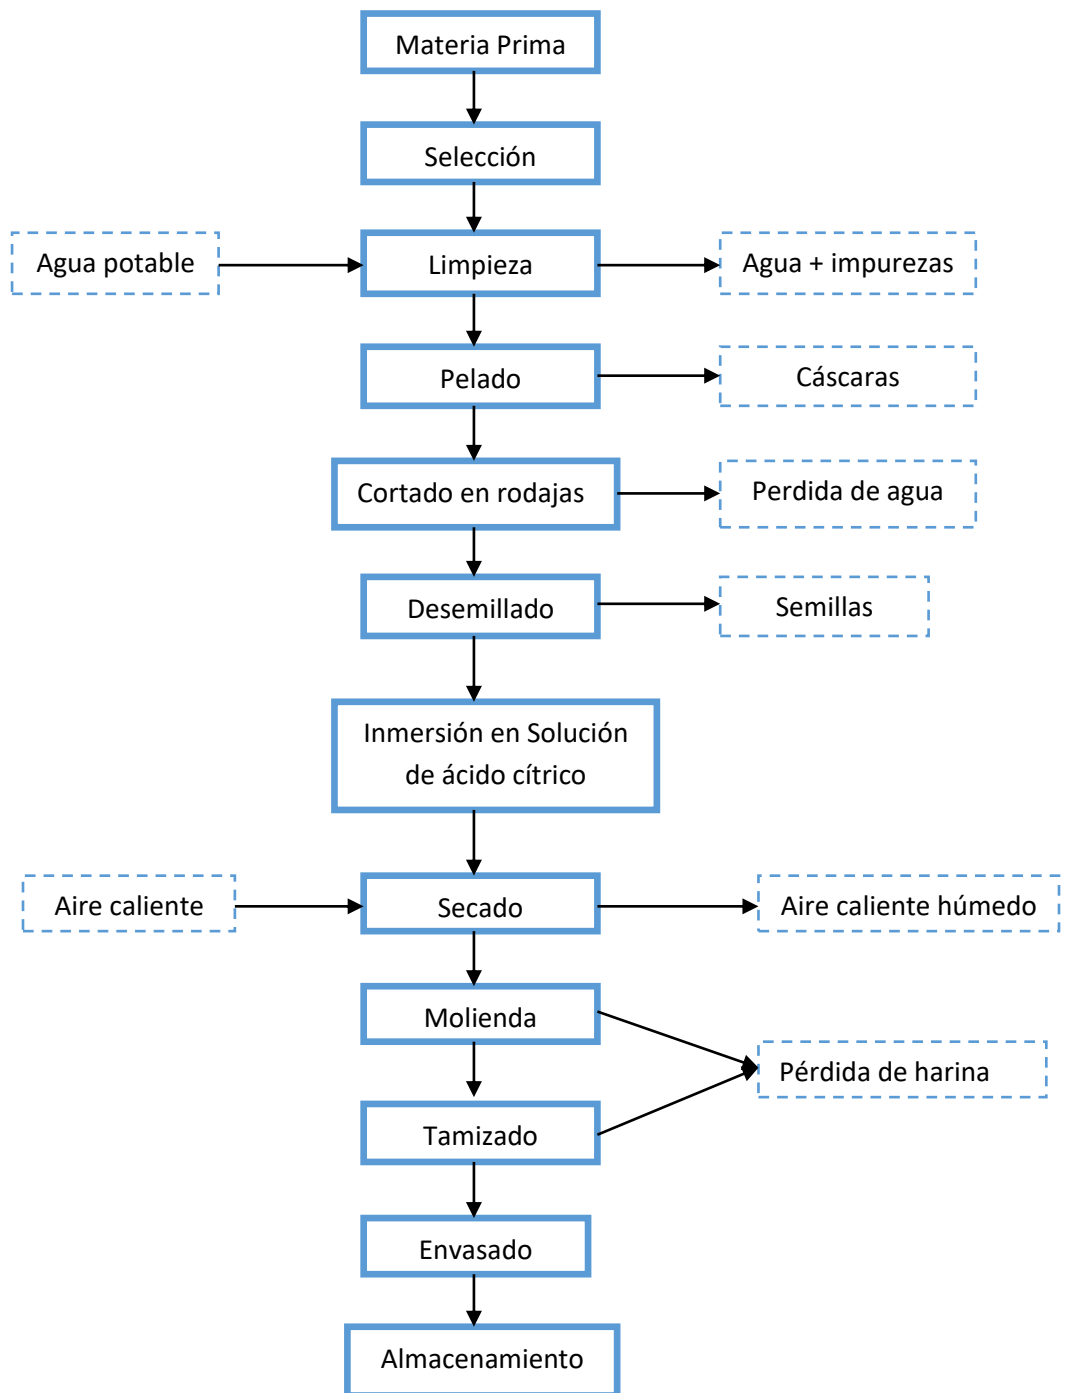 Materia Prima
Selección
Agua potable
Limpieza
Agua + impurezas
Pelado
Cáscaras
Cortado en rodajas
Perdida de agua
Desemillado
Semillas
Inmersión en Solución
de ácido cítrico
Aire caliente
Secado
Aire caliente húmedo
Molienda
Pérdida de harina
Tamizado
Envasado
Almacenamiento